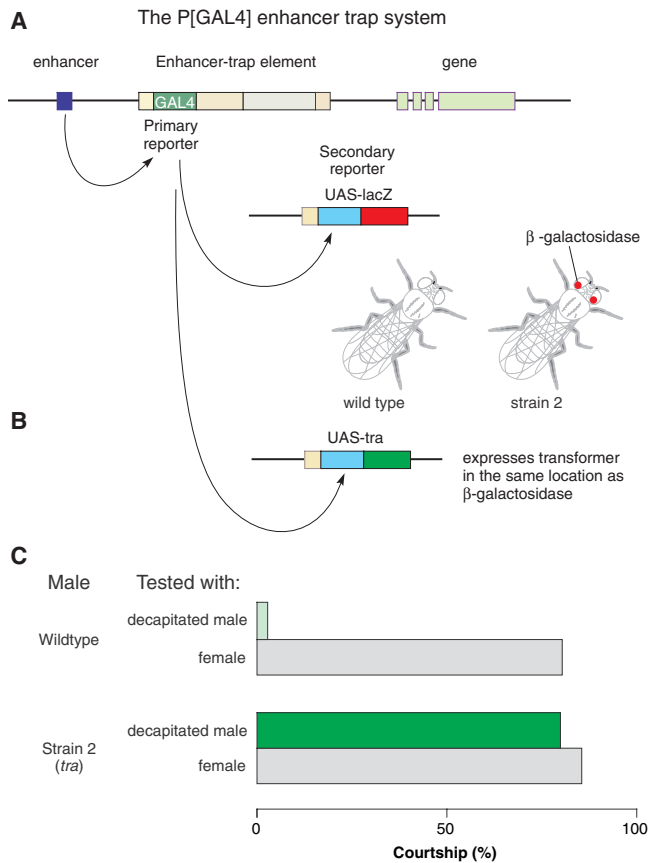 A
The P[GAL4] enhancer trap system
enhancer
Enhancer-trap element
gene
GAL4
Primary
reporter
Secondary
reporter
UAS-lacZ
β -galactosidase
wild type
strain 2
B
UAS-tra
expresses transformer
in the same location as
β-galactosidase
C
Male
Tested with:
Wildtype
decapitated male
female
Strain 2
(tra)
decapitated male
female
0
50
100
Courtship (%)